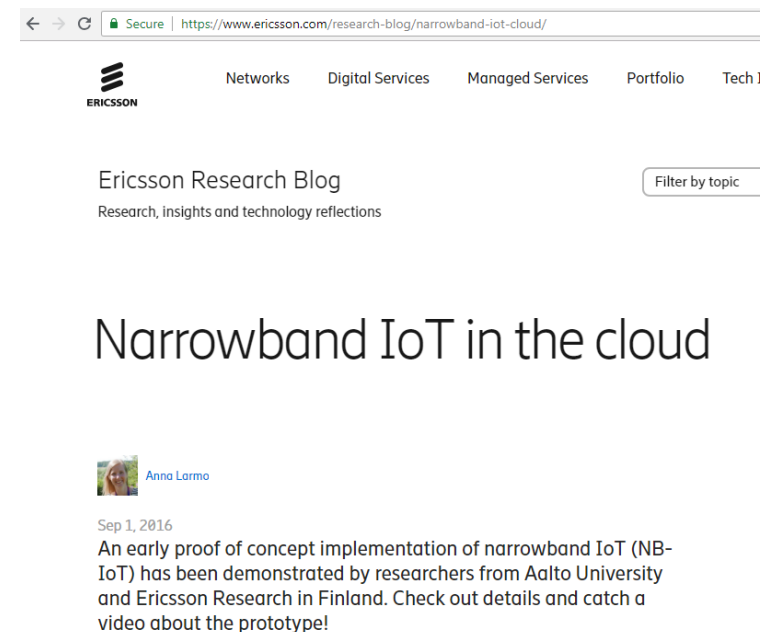 Secure | https://www.ericsson.com/research-blog/narrowband-iot-cloud/
ERICSSON
Networks Digital Services Managed Services Portfolio Tech I
Ericsson Research Blog
Filter by topic
Research, insights and technology reflections
Narrowband IoT in the cloud
Anna Larmo
Sep 1, 2016
An early proof of concept implementation of narrowband IoT (NB-
IoT) has been demonstrated by researchers from Aalto University
and Ericsson Research in Finland. Check out details and catch a
video about the prototype!